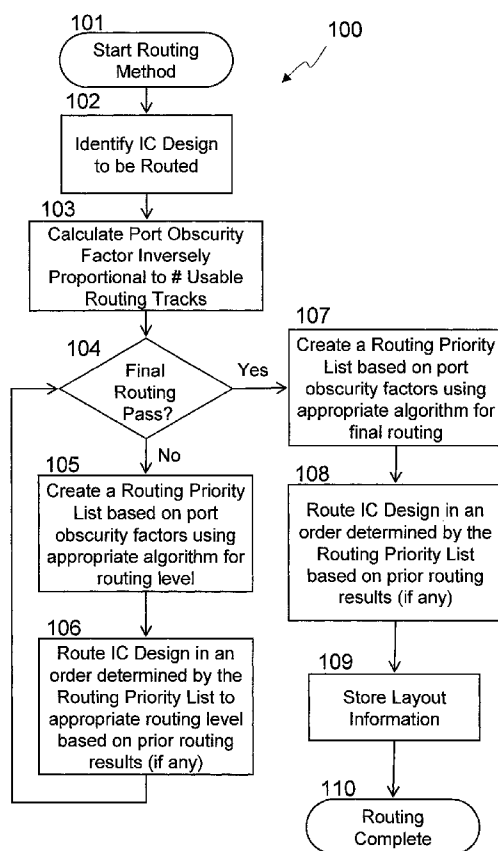 101
Start Routing
Method
100
102
Identify IC Design
to be Routed
103
Calculate Port Obscurity
Factor Inversely
Proportional to # Usable
Routing Tracks
104
Final
Routing
Pass?
Yes
No
105
Create a Routing Priority
List based on port
obscurity factors using
appropriate algorithm for
routing level
106
Route IC Design in an
order determined by the
Routing Priority List to
appropriate routing level
based on prior routing
results (if any)
107
Create a Routing Priority
List based on port
obscurity factors using
appropriate algorithm for
final routing
108
Route IC Design in an
order determined by the
Routing Priority List
based on prior routing
results (if any)
109
Store Layout
Information
110
Routing
Complete